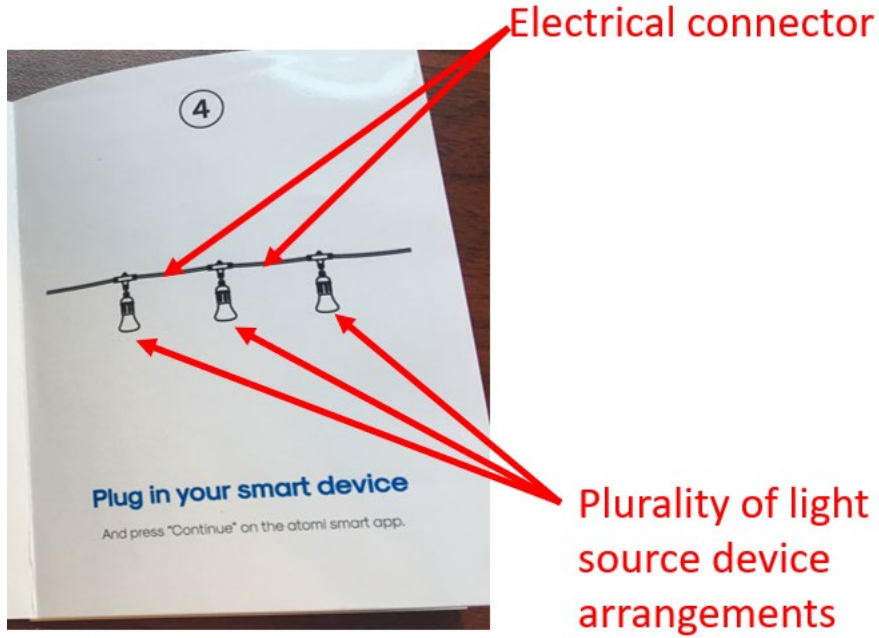 Electrical connector
4
Plug in your smart device
And press "Continue" on the atomi smart app.
Plurality of light
source device
arrangements